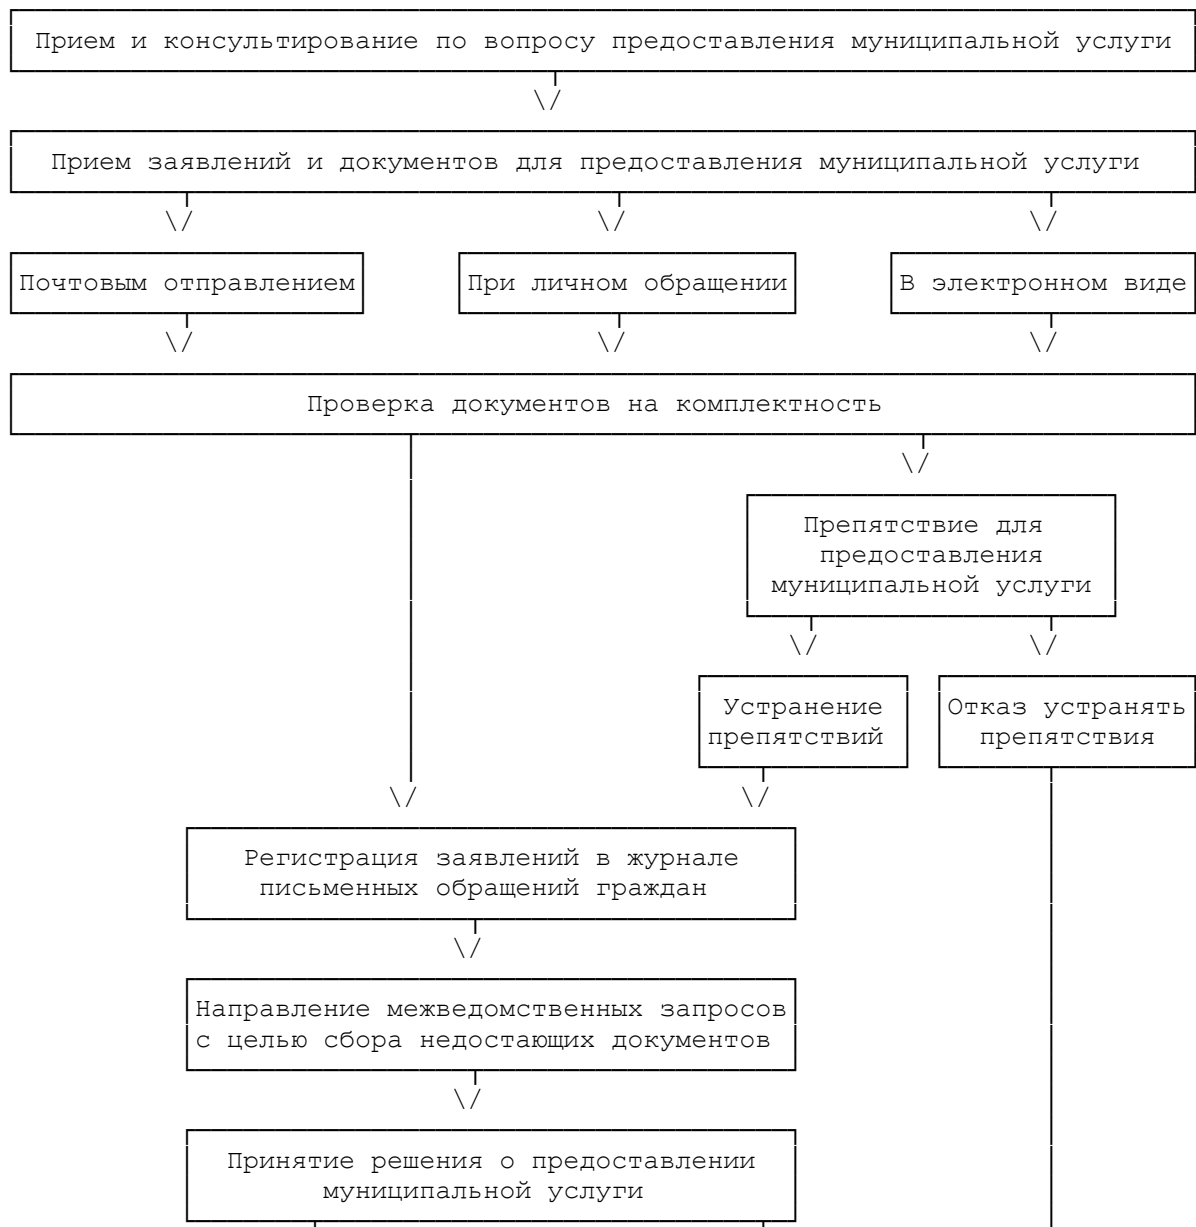 Прием и консультирование по вопросу предоставления муниципальной услуги
Прием заявлений и документов для предоставления муниципальной услуги
Почтовым отправлением
При личном обращении
В электронном виде
Проверка документов на комплектность
Препятствие для
предоставления
муниципальной услуги
Устранение
препятствий
Отказ устранять
препятствия
Регистрация заявлений в журнале
письменных обращений граждан
Направление межведомственных запросов
с целью сбора недостающих документов
Принятие решения о предоставлении
муниципальной услуги